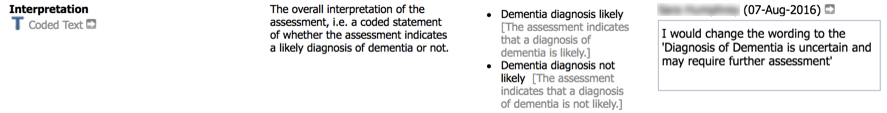 Interpretation
T Coded Text
The overall interpretation of the
assessment, i.e. a coded statement
of whether the assessment indicates
a likely diagnosis of dementia or not.
• Dementia diagnosis likely
[The assessment indicates
that a diagnosis of
dementia is likely.]
• Dementia diagnosis not
likely [The assessment
indicates that a diagnosis
of dementia is not likely.]
(07-Aug-2016)
I would change the wording to the
'Diagnosis of Dementia is uncertain and
may require further assessment'